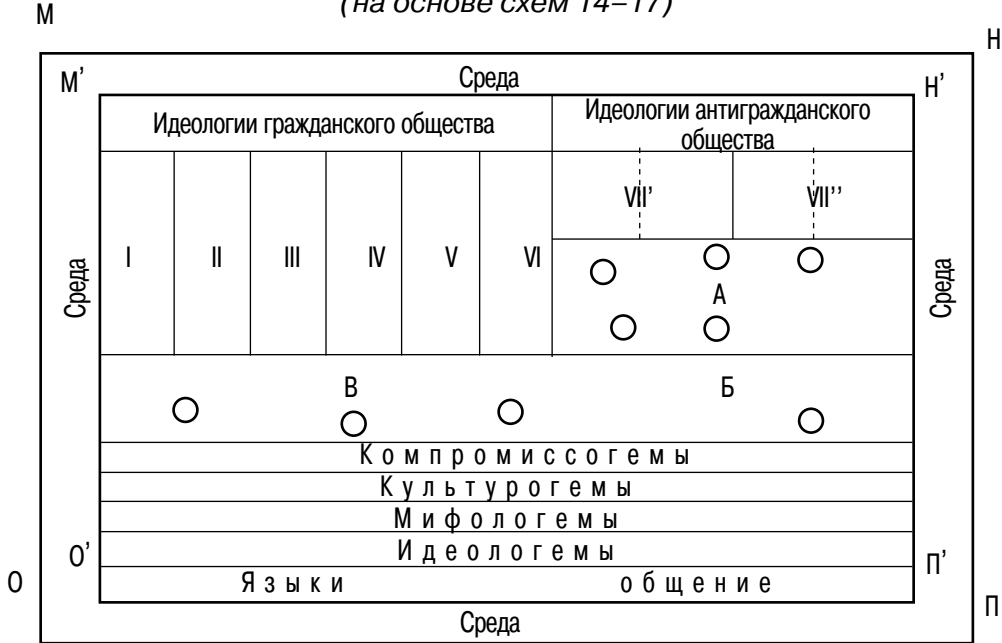 (на основе схем 14–17)
М
Н
М’
Среда
Н’
Идеологии гражданского общества
Идеологии антигражданского
общества
VII’
VII’’
Среда
I
II
III
IV
V
VI
А
Среда
В
Б
Компромиссогемы
Культурогемы
Мифологемы
О’
Идеологемы
П’
О
Языки общение
П
Среда